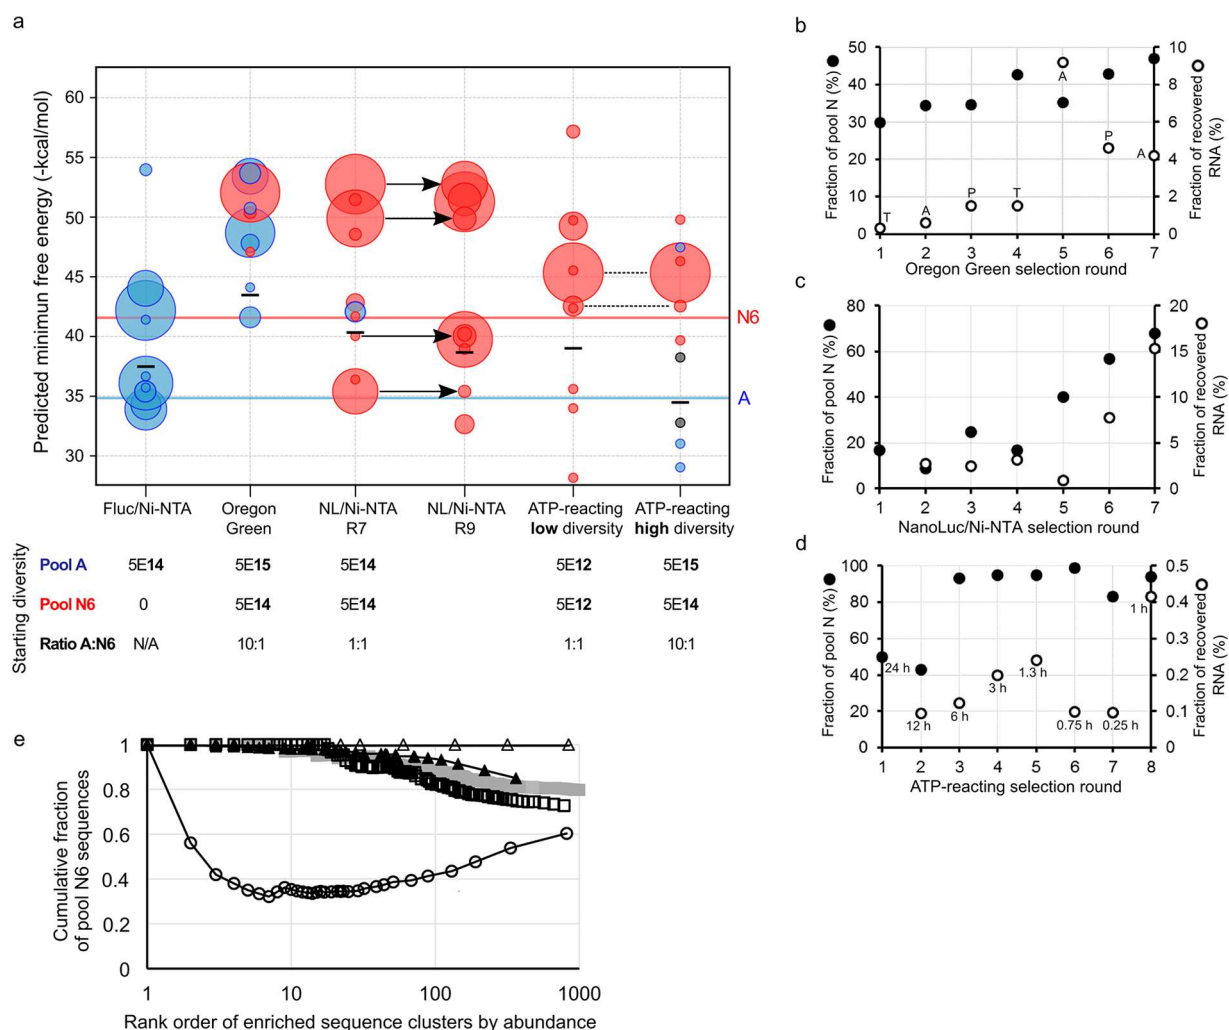 a
Predicted minimun free energy (-kcal/mol)
60
55
50
45
40
35
30
N6
A
Fluc/Ni-NTA
Oregon
Green
NL/Ni-NTA
R7
NL/Ni-NTA
R9
ATP-reacting
low diversity
ATP-reacting
high diversity
Starting diversity
Pool A 5E14 5E15 5E14 5E12 5E15
Pool N6 0 5E14 5E14 5E12 5E14
Ratio A:N6 N/A 10:1 1:1 1:1 10:1
b
Fraction of pool N (%)
50
40
30
20
10
0
T
A
P
T
A
P
A
10
8
6
4
2
0
Fraction of recovered
RNA (%)
1 2 3 4 5 6 7
Oregon Green selection round
c
Fraction of pool N (%)
80
60
40
20
0
20
15
10
5
0
Fraction of recovered
RNA (%)
1 2 3 4 5 6 7
NanoLuc/Ni-NTA selection round
d
Fraction of pool N (%)
100
80
60
40
20
0
24 h
12 h
6 h
3 h
1.3 h
0.75 h
0.25 h
1 h
0.5
0.4
0.3
0.2
0.1
0
Fraction of recovered
RNA (%)
1 2 3 4 5 6 7 8
ATP-reacting selection round
e
Cumulative fraction
of pool N6 sequences
1
0.8
0.6
0.4
0.2
0
1 10 100 1000
Rank order of enriched sequence clusters by abundance